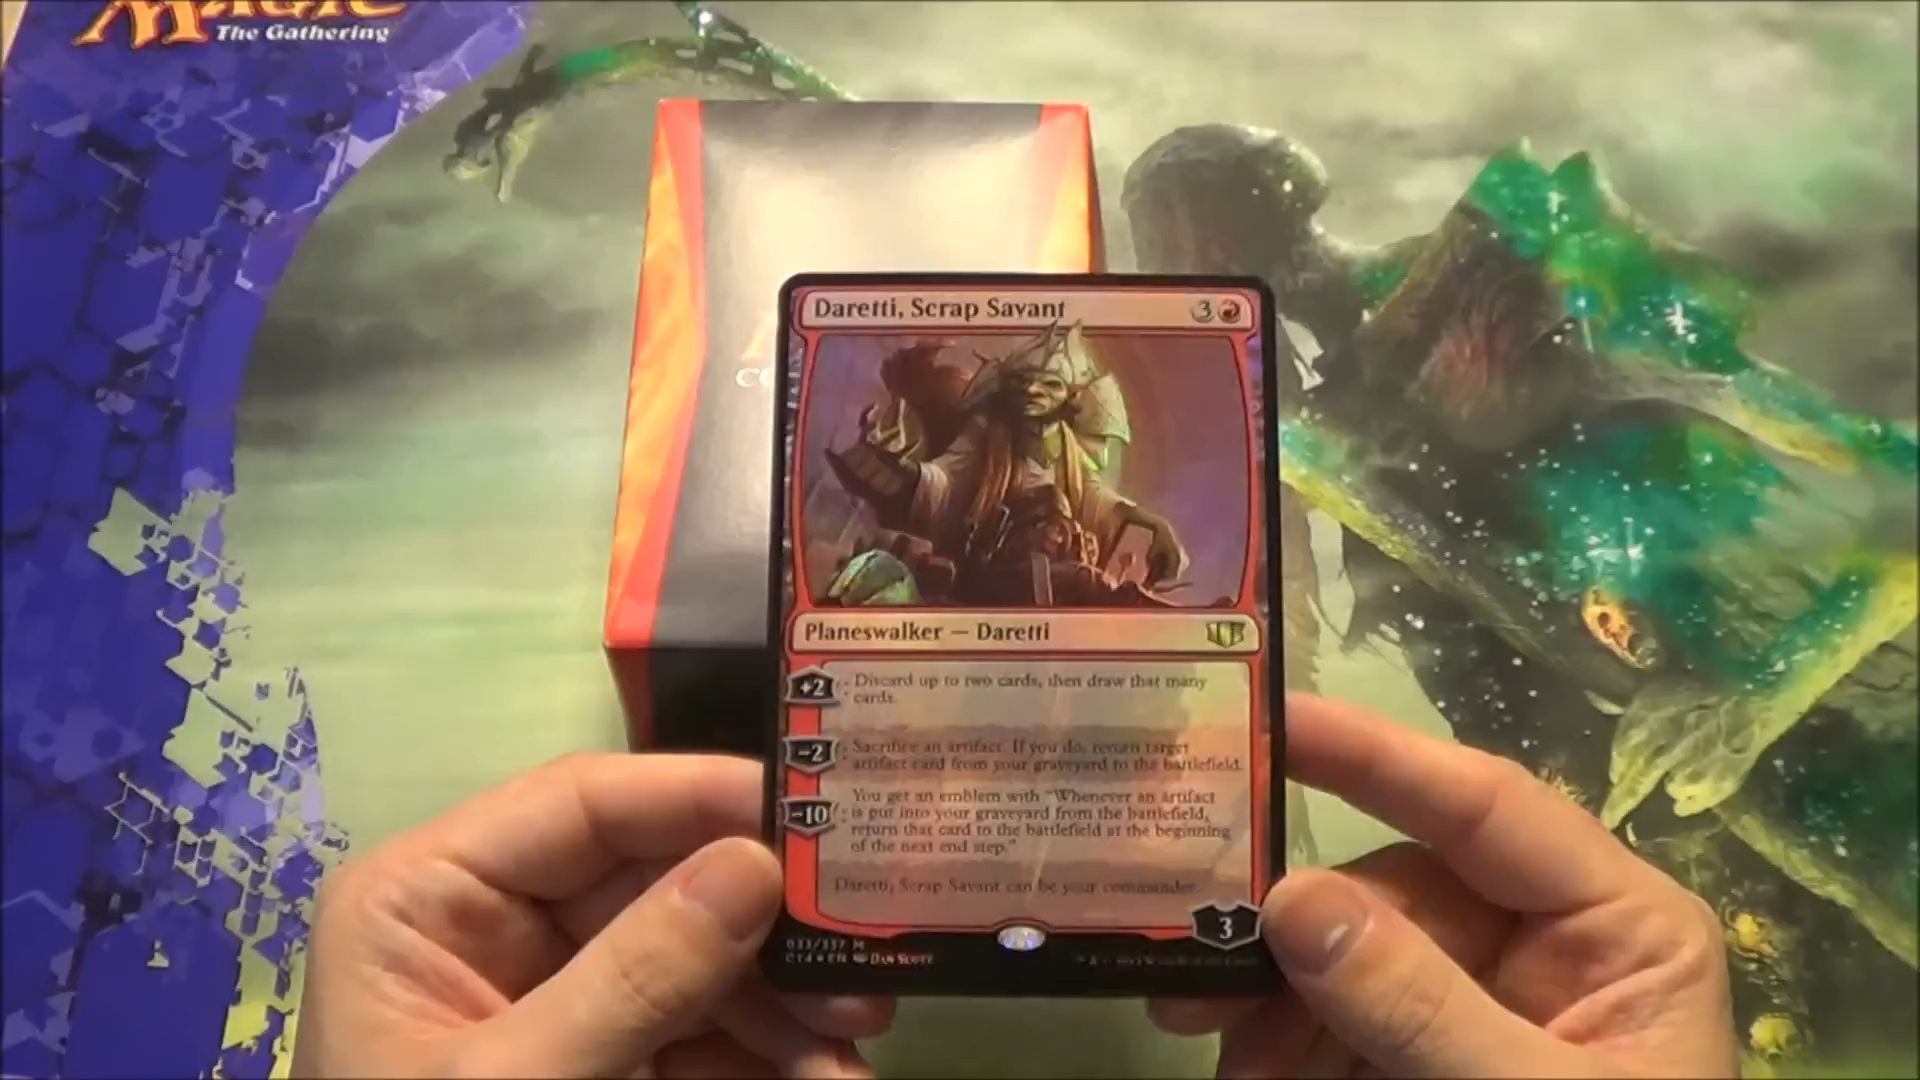 Magic
The Gathering
Daretti, Scrap Savant
3
CO
Planeswalker — Daretti
+2 : Discard up to two cards, then draw that many
cards.
-2 : Sacrifice an artifact. If you do, return target
artifact card from your graveyard to the battlefield.
You get an emblem with "Whenever an artifact
-10 : is put into your graveyard from the battlefield,
return that card to the battlefield at the beginning
of the next end step."
Daretti, Scrap Savant can be your commander.
3
033/337 M
C14 EN Dan Scott